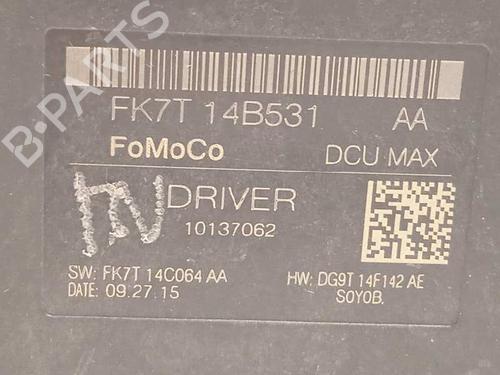 FK7T 14B531 AA
FoMoCo DCU MAX
DRIVER
10137062
SW: FK7T 14C064 AA HW: DG9T 14F142 AE
DATE: 09.27.15 SOYOB.
B-PARTS